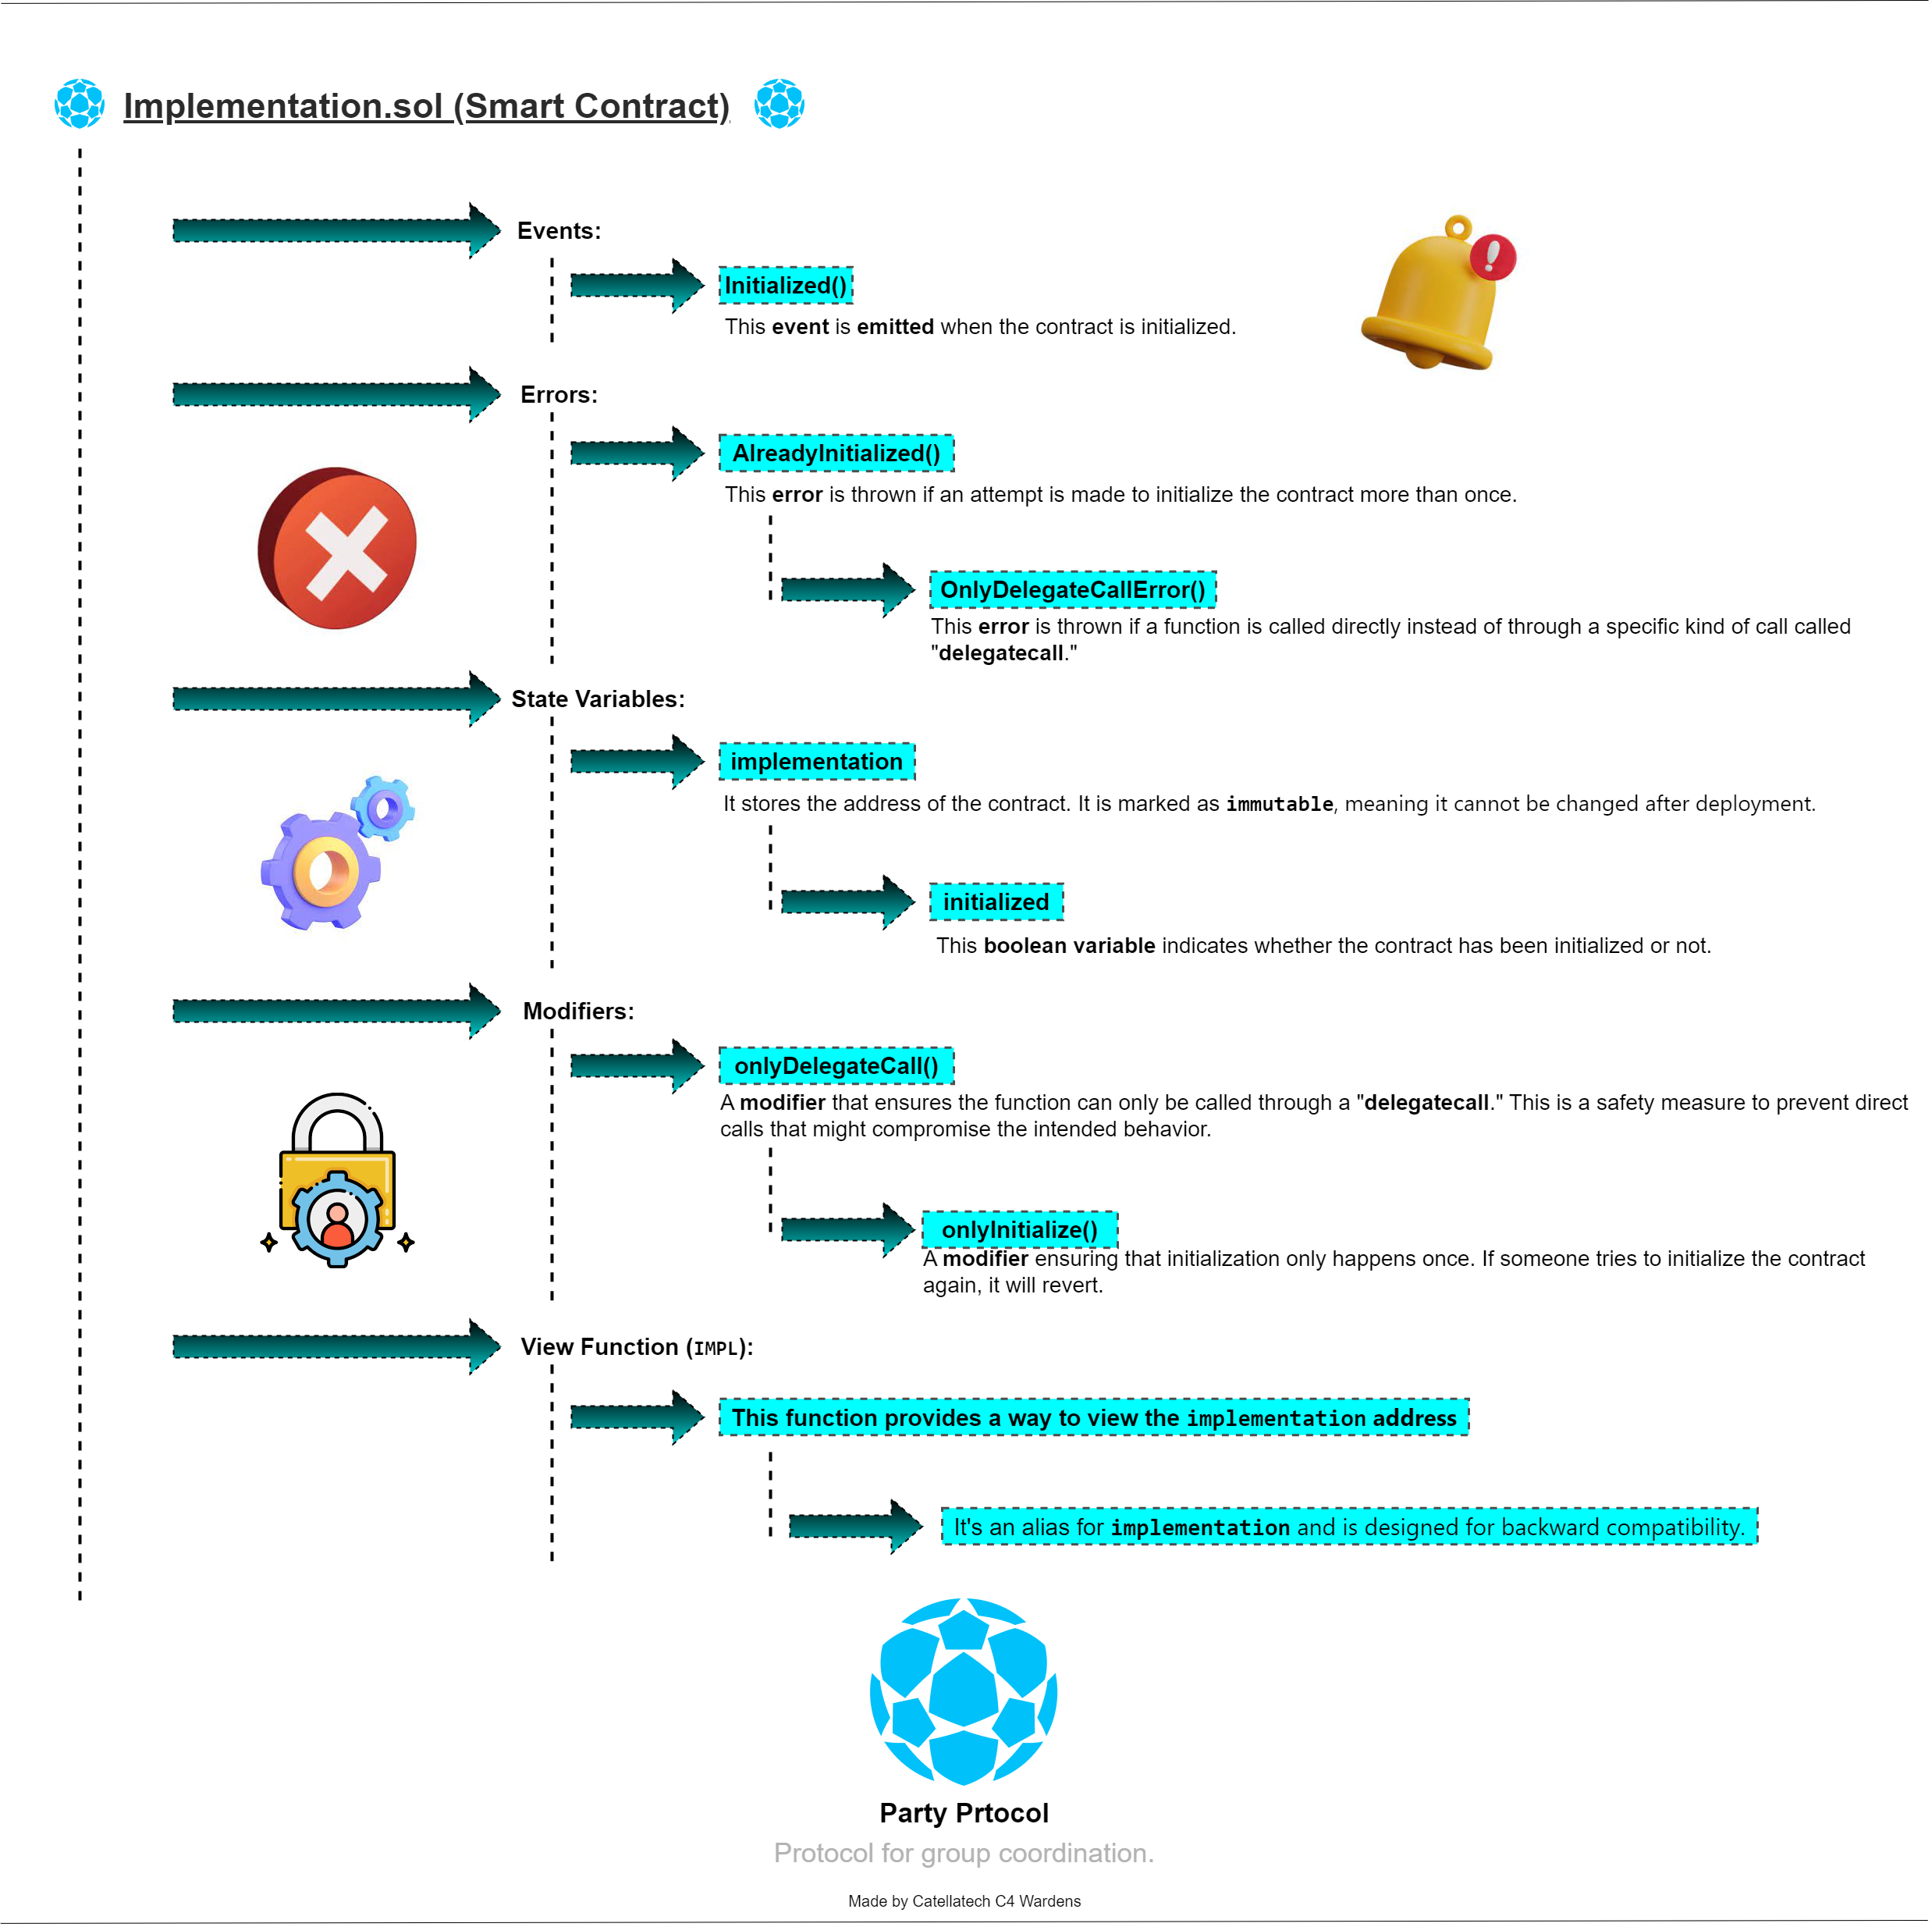 Implementation.sol (Smart Contract)
Events:
Initialized()
This event is emitted when the contract is initialized.
Errors:
AlreadyInitialized()
This error is thrown if an attempt is made to initialize the contract more than once.
OnlyDelegateCallError()
This error is thrown if a function is called directly instead of through a specific kind of call called
"delegatecall."
State Variables:
implementation
It stores the address of the contract. It is marked as immutable, meaning it cannot be changed after deployment.
initialized
This boolean variable indicates whether the contract has been initialized or not.
Modifiers:
onlyDelegateCall()
A modifier that ensures the function can only be called through a "delegatecall." This is a safety measure to prevent direct
calls that might compromise the intended behavior.
onlyInitialize()
A modifier ensuring that initialization only happens once. If someone tries to initialize the contract
again, it will revert.
View Function (IMPL):
This function provides a way to view the implementation address
It's an alias for implementation and is designed for backward compatibility.
Party Prtocol
Protocol for group coordination.
Made by Catellatech C4 Wardens